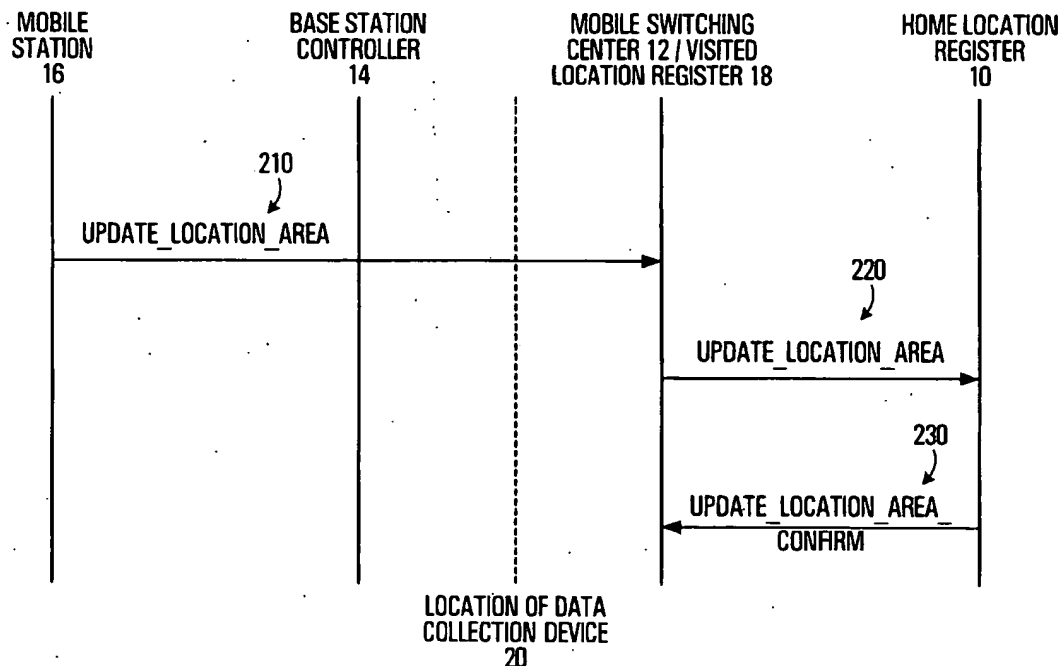 MOBILE
STATION
16
BASE STATION
CONTROLLER
14
MOBILE SWITCHING
CENTER 12 / VISITED
LOCATION REGISTER 18
HOME LOCATION
REGISTER
10
210
UPDATE_LOCATION_AREA
220
UPDATE_LOCATION_AREA
230
UPDATE_LOCATION_AREA_
CONFIRM
LOCATION OF DATA
COLLECTION DEVICE
20